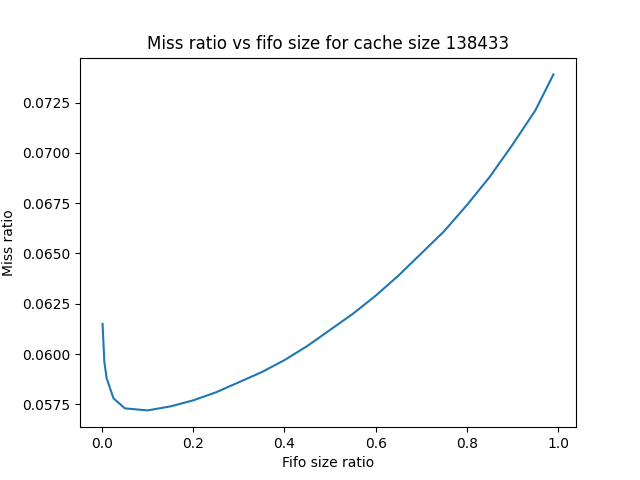 Miss ratio vs fifo size for cache size 138433
0.0725
0.0700
0.0675
0.0650
0.0625
0.0600
0.0575
Miss ratio
0.0 0.2 0.4 0.6 0.8 1.0
Fifo size ratio